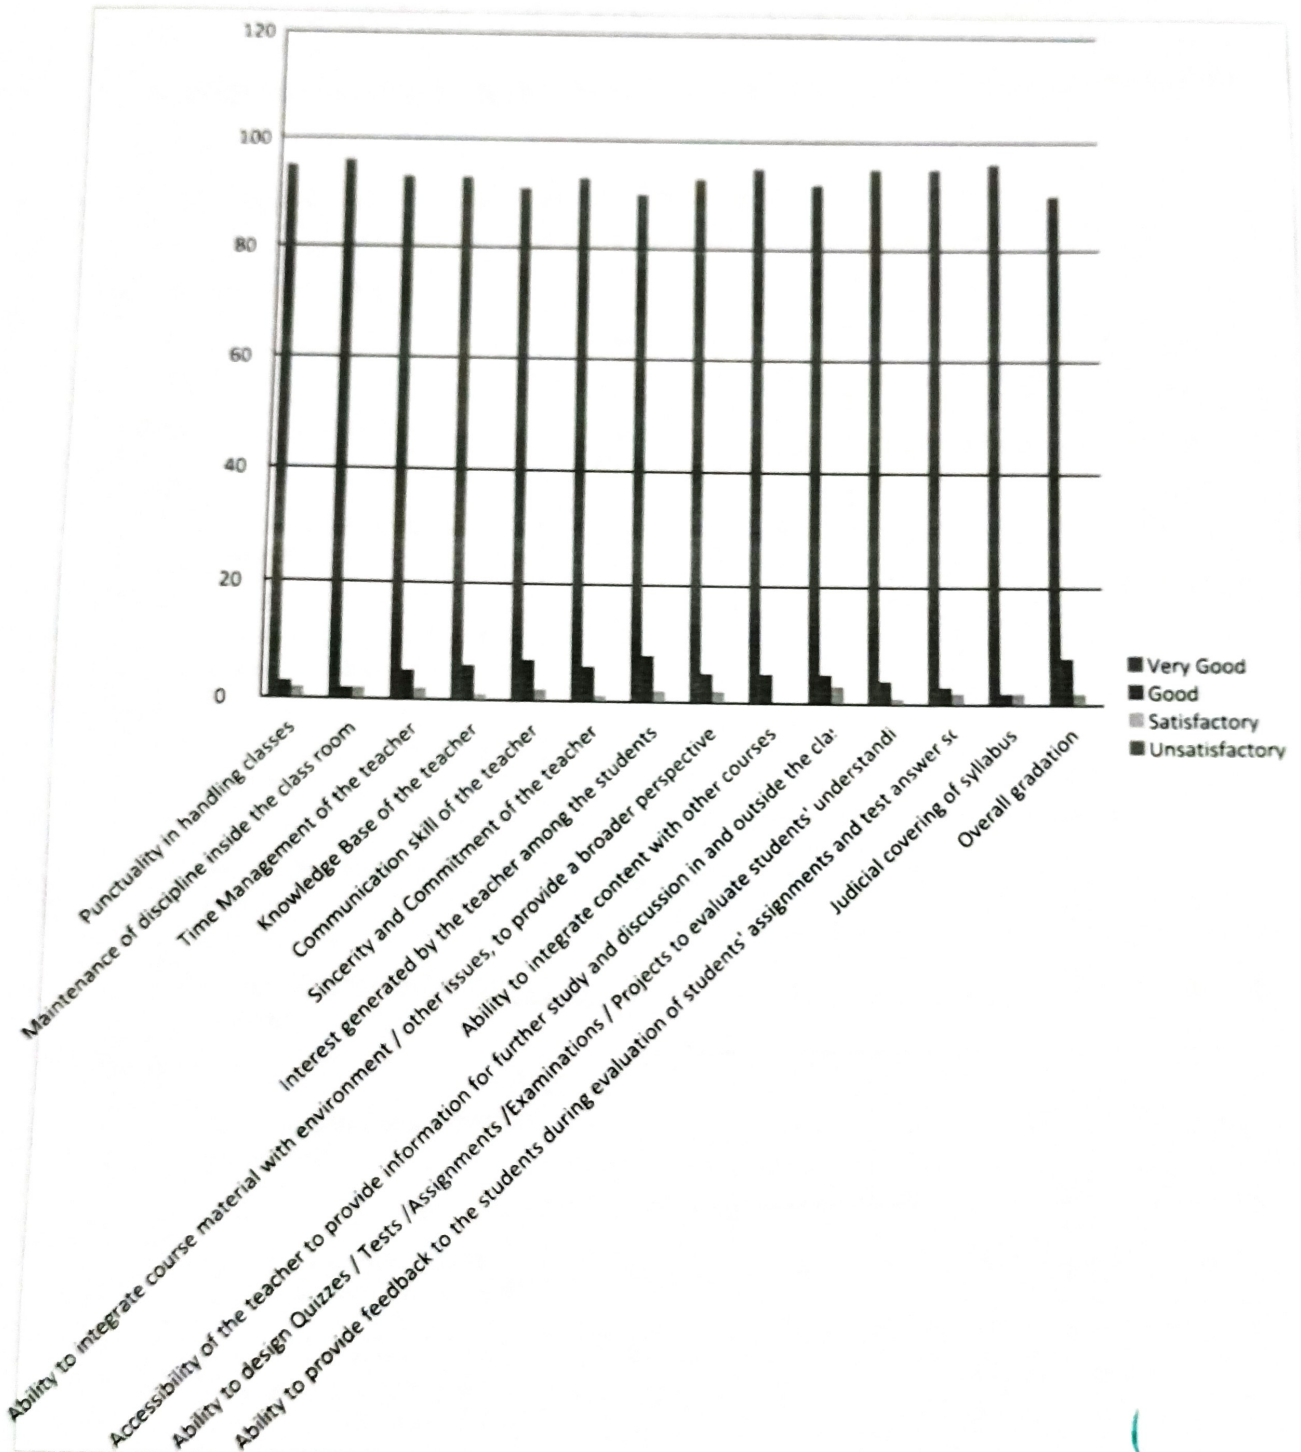 120
100
80
60
40
20
0
Very Good
Good
Satisfactory
Unsatisfactory
Punctuality in handling classes
Maintenance of discipline inside the class room
Time Management of the teacher
Knowledge Base of the teacher
Communication skill of the teacher
Sincerity and Commitment of the teacher
Interest generated by the teacher among the students
Ability to integrate course material with environment / other issues, to provide a broader perspective
Ability to integrate content with other courses
Accessibility of the teacher to provide information for further study and discussion in and outside the clas
Ability to design Quizzes / Tests /Assignments /Examinations / Projects to evaluate students' understandi
Ability to provide feedback to the students during evaluation of students' assignments and test answer sc
Judicial covering of syllabus
Overall gradation